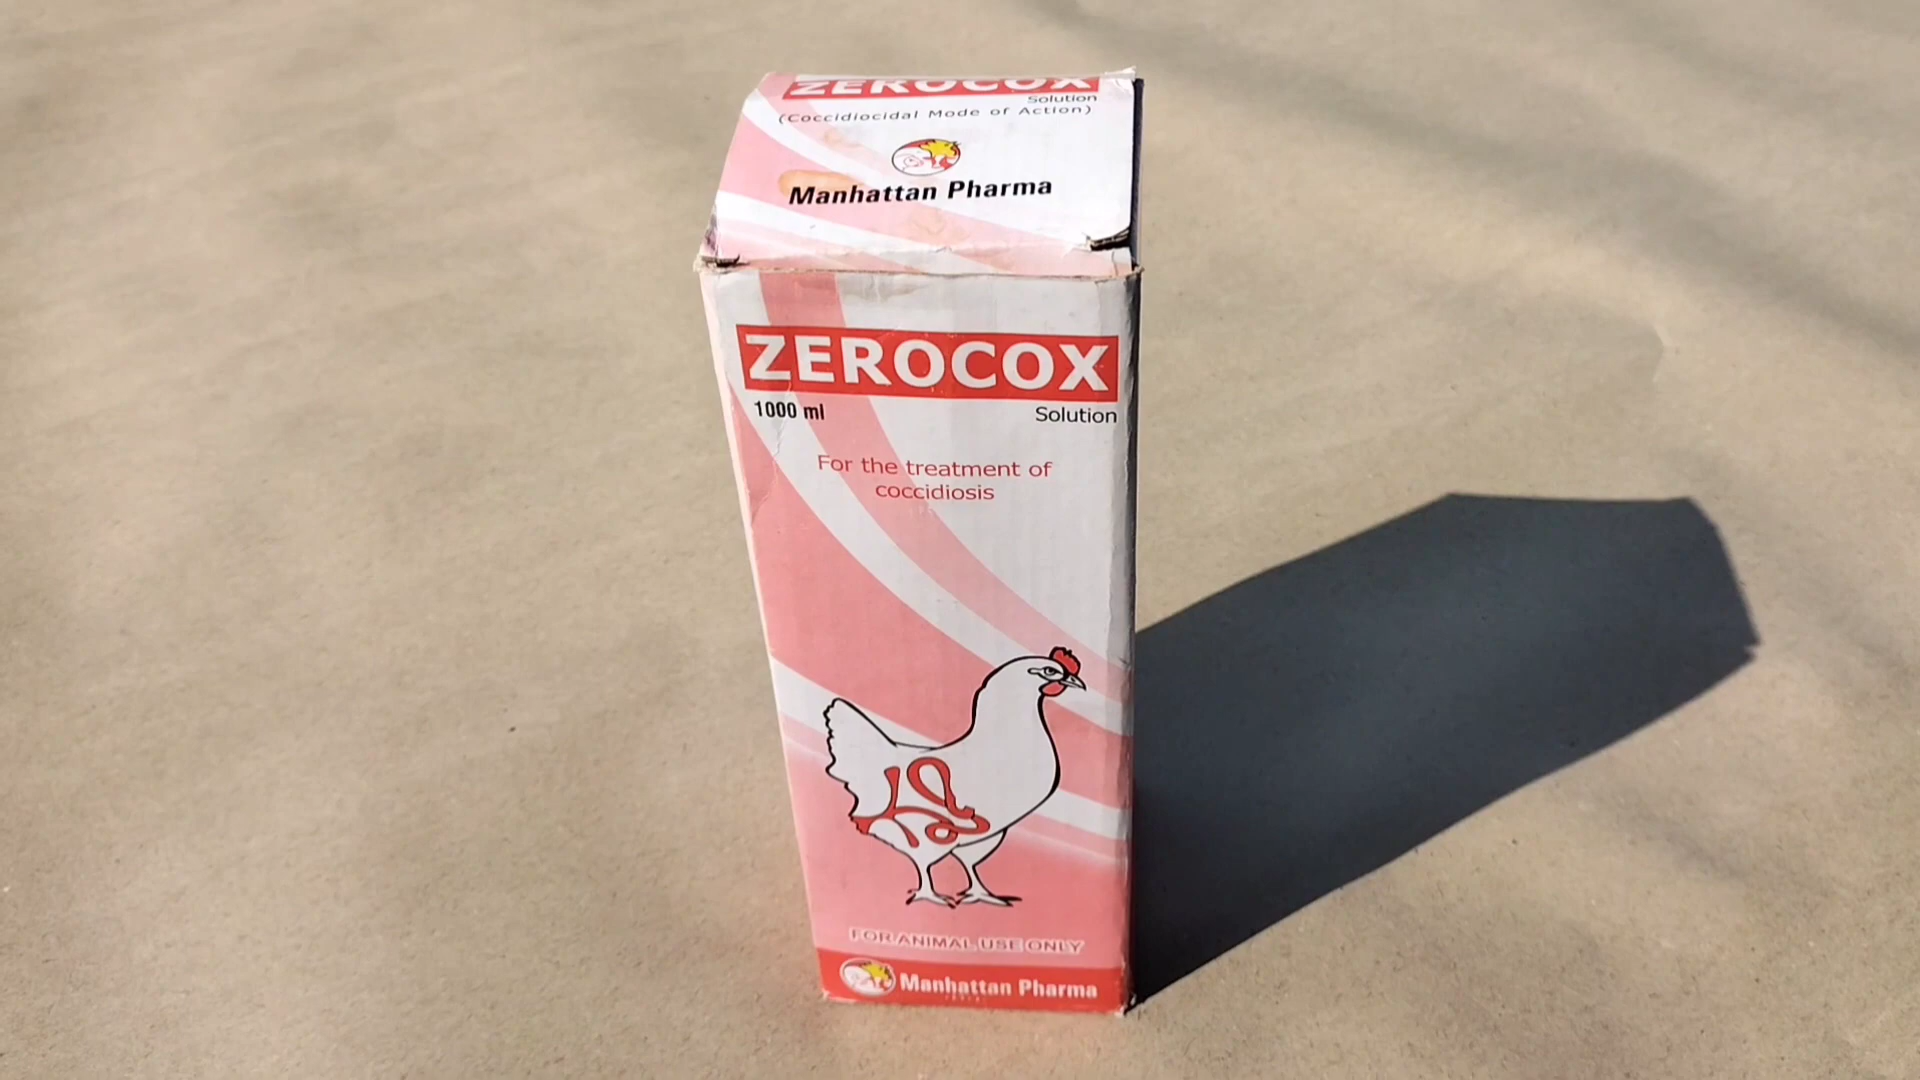 ZEROCOX
Solution
(Coccidiocidal Mode of Action)
Manhattan Pharma
ZEROCOX
1000 ml
Solution
For the treatment of
coccidiosis
FOR ANIMAL USE ONLY
Manhattan Pharma